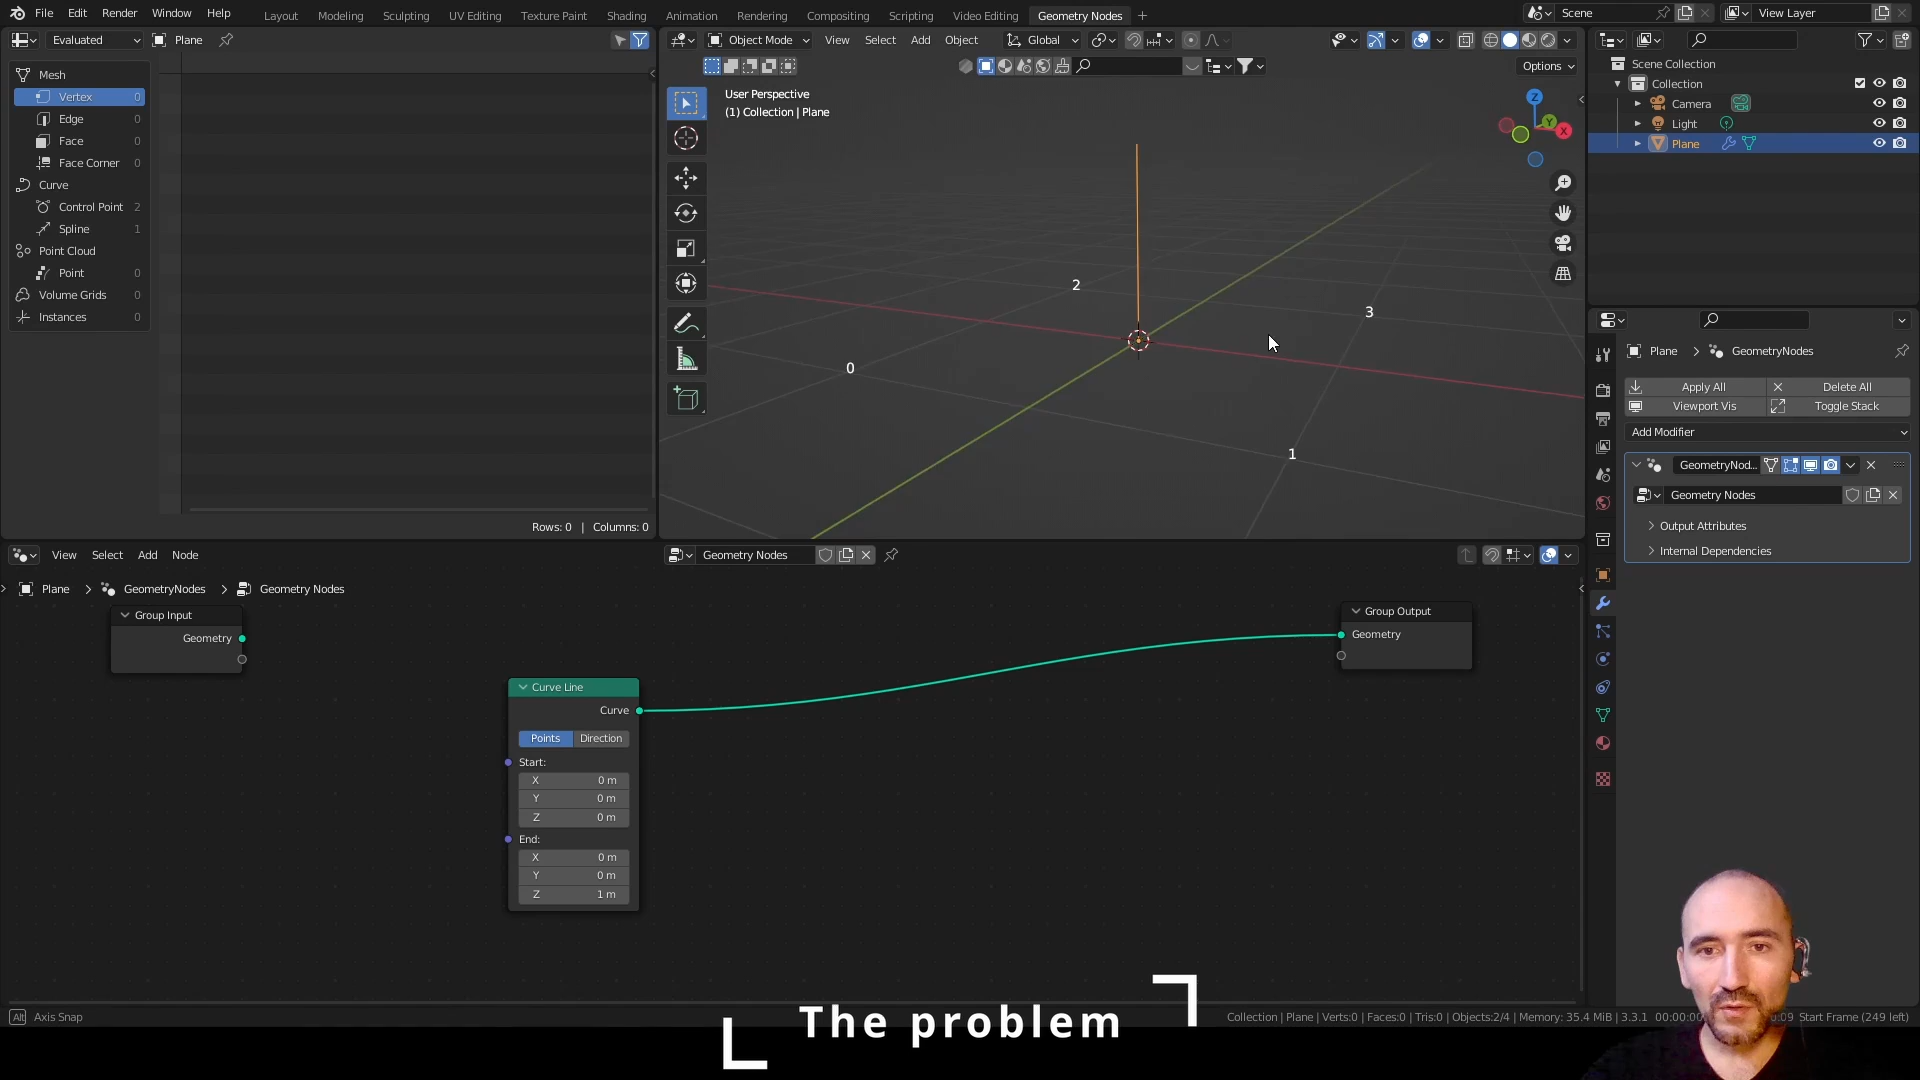 File Edit Render Window Help Layout Modeling Sculpting UV Editing Texture Paint Shading Animation Rendering Compositing Scripting Video Editing Geometry Nodes Scene View Layer
Evaluated Plane
Object Mode View Select Add Object Global
Options
Mesh
Vertex 0
Edge 0
Face 0
Face Corner 0
Curve
Control Point 2
Spline 1
Point Cloud
Point 0
Volume Grids 0
Instances 0
Rows: 0 | Columns: 0
User Perspective
(1) Collection | Plane
Z
Y
X
2
3
0
1
Scene Collection
Collection
Camera
Light
Plane
Plane GeometryNodes
Apply All Delete All
Viewport Vis Toggle Stack
Add Modifier
GeometryNod...
Geometry Nodes
Output Attributes
Internal Dependencies
View Select Add Node Geometry Nodes
Plane GeometryNodes Geometry Nodes
Group Input
Geometry
Curve Line
Curve
Points Direction
Start:
X 0 m
Y 0 m
Z 0 m
End:
X 0 m
Y 0 m
Z 1 m
Group Output
Geometry
Alt Axis Snap
Collection | Plane | Verts:0 | Faces:0 | Tris:0 | Objects:2/4 | Memory: 35.4 MiB | 3.3.1 Start Frame (249 left)
The problem